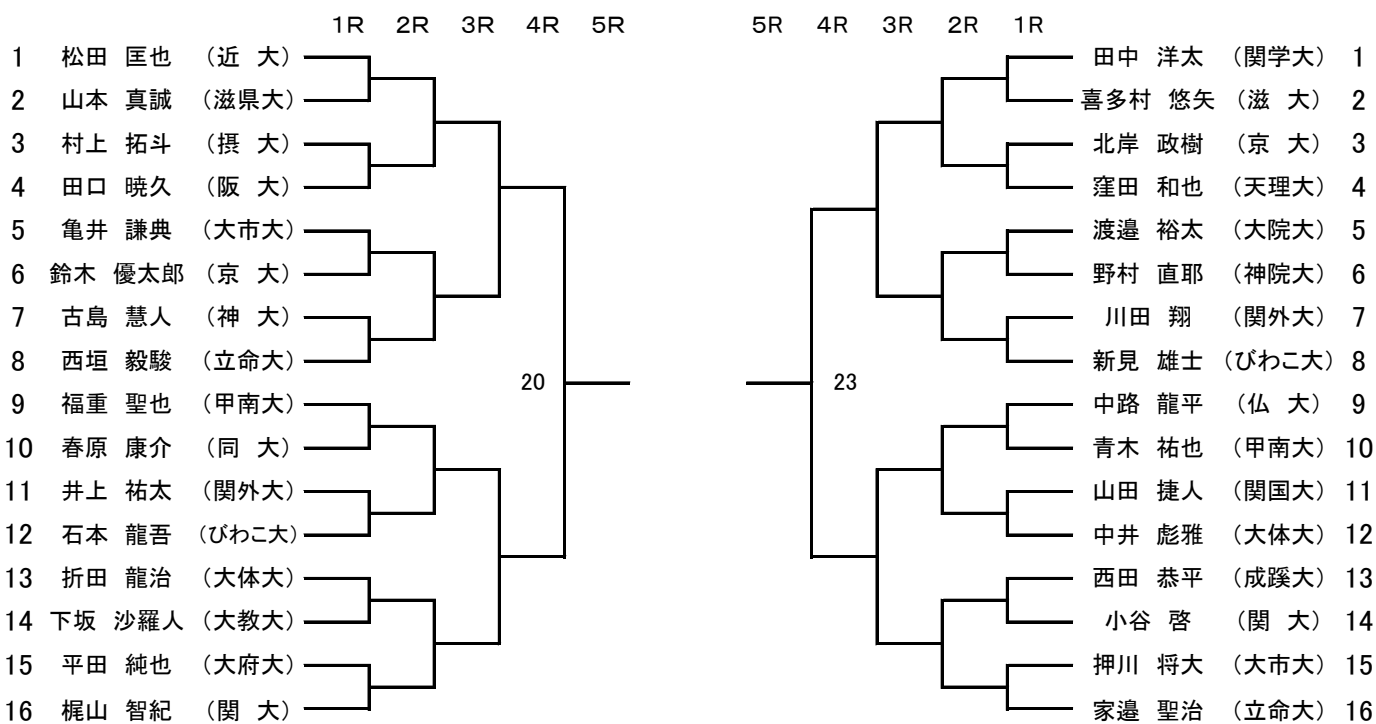 1R 2R 3R 4R 5R
1 松田 匡也 (近 大)
2 山本 真誠 (滋県大)
3 村上 拓斗 (摂 大)
4 田口 暁久 (阪 大)
5 亀井 謙典 (大市大)
6 鈴木 優太郎 (京 大)
7 古島 慧人 (神 大)
8 西垣 毅駿 (立命大)
20
9 福重 聖也 (甲南大)
10 春原 康介 (同 大)
11 井上 祐太 (関外大)
12 石本 龍吾 (びわこ大)
13 折田 龍治 (大体大)
14 下坂 沙羅人 (大教大)
15 平田 純也 (大府大)
16 梶山 智紀 (関 大)
5R 4R 3R 2R 1R
田中 洋太 (関学大) 1
喜多村 悠矢 (滋 大) 2
北岸 政樹 (京 大) 3
窪田 和也 (天理大) 4
渡邉 裕太 (大院大) 5
野村 直耶 (神院大) 6
川田 翔 (関外大) 7
新見 雄士 (びわこ大) 8
23
中路 龍平 (仏 大) 9
青木 祐也 (甲南大) 10
山田 捷人 (関国大) 11
中井 彪雅 (大体大) 12
西田 恭平 (成蹊大) 13
小谷 啓 (関 大) 14
押川 将大 (大市大) 15
家邉 聖治 (立命大) 16